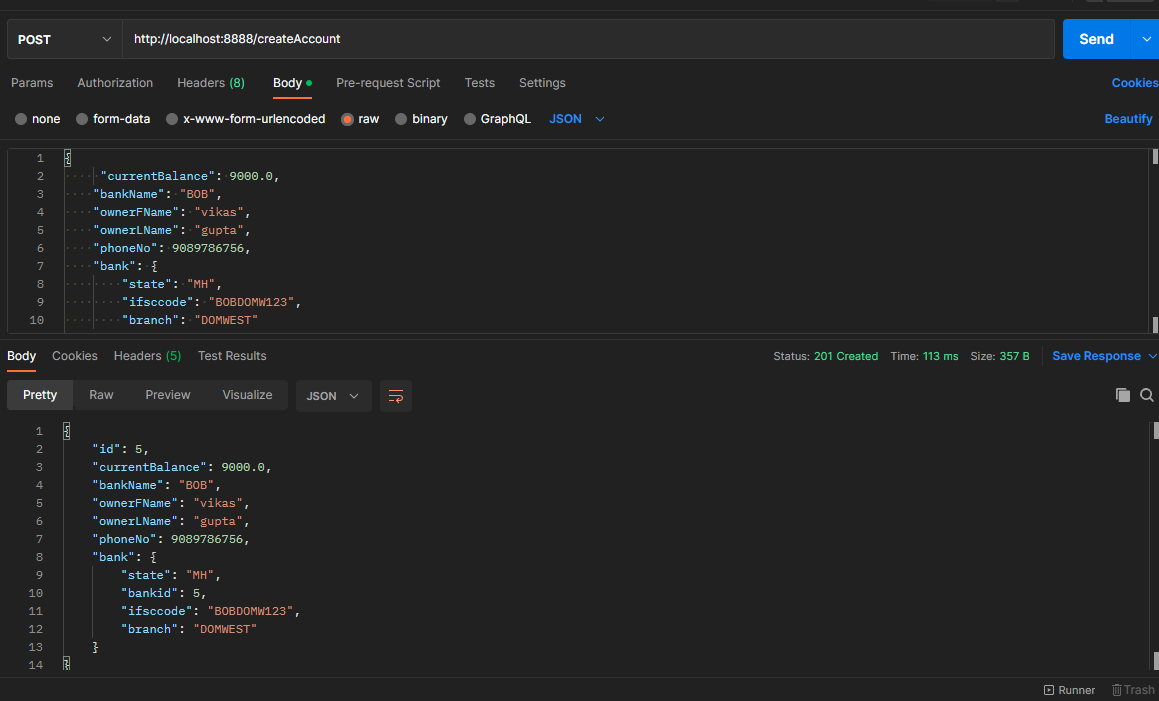 POST http://localhost:8888/createAccount Send
Params Authorization Headers (8) Body Pre-request Script Tests Settings Cookies
none form-data x-www-form-urlencoded raw binary GraphQL JSON Beautify
1 {
2 "currentBalance": 9000.0,
3 "bankName": "BOB",
4 "ownerFName": "vikas",
5 "ownerLName": "gupta",
6 "phoneNo": 9089786756,
7 "bank": {
8 "state": "MH",
9 "ifsccode": "BOBDOMW123",
10 "branch": "DOMWEST"
Body Cookies Headers (5) Test Results Status: 201 Created Time: 113 ms Size: 357 B Save Response
Pretty Raw Preview Visualize JSON
1 {
2 "id": 5,
3 "currentBalance": 9000.0,
4 "bankName": "BOB",
5 "ownerFName": "vikas",
6 "ownerLName": "gupta",
7 "phoneNo": 9089786756,
8 "bank": {
9 "state": "MH",
10 "bankid": 5,
11 "ifsccode": "BOBDOMW123",
12 "branch": "DOMWEST"
13 }
14 }
Runner Trash